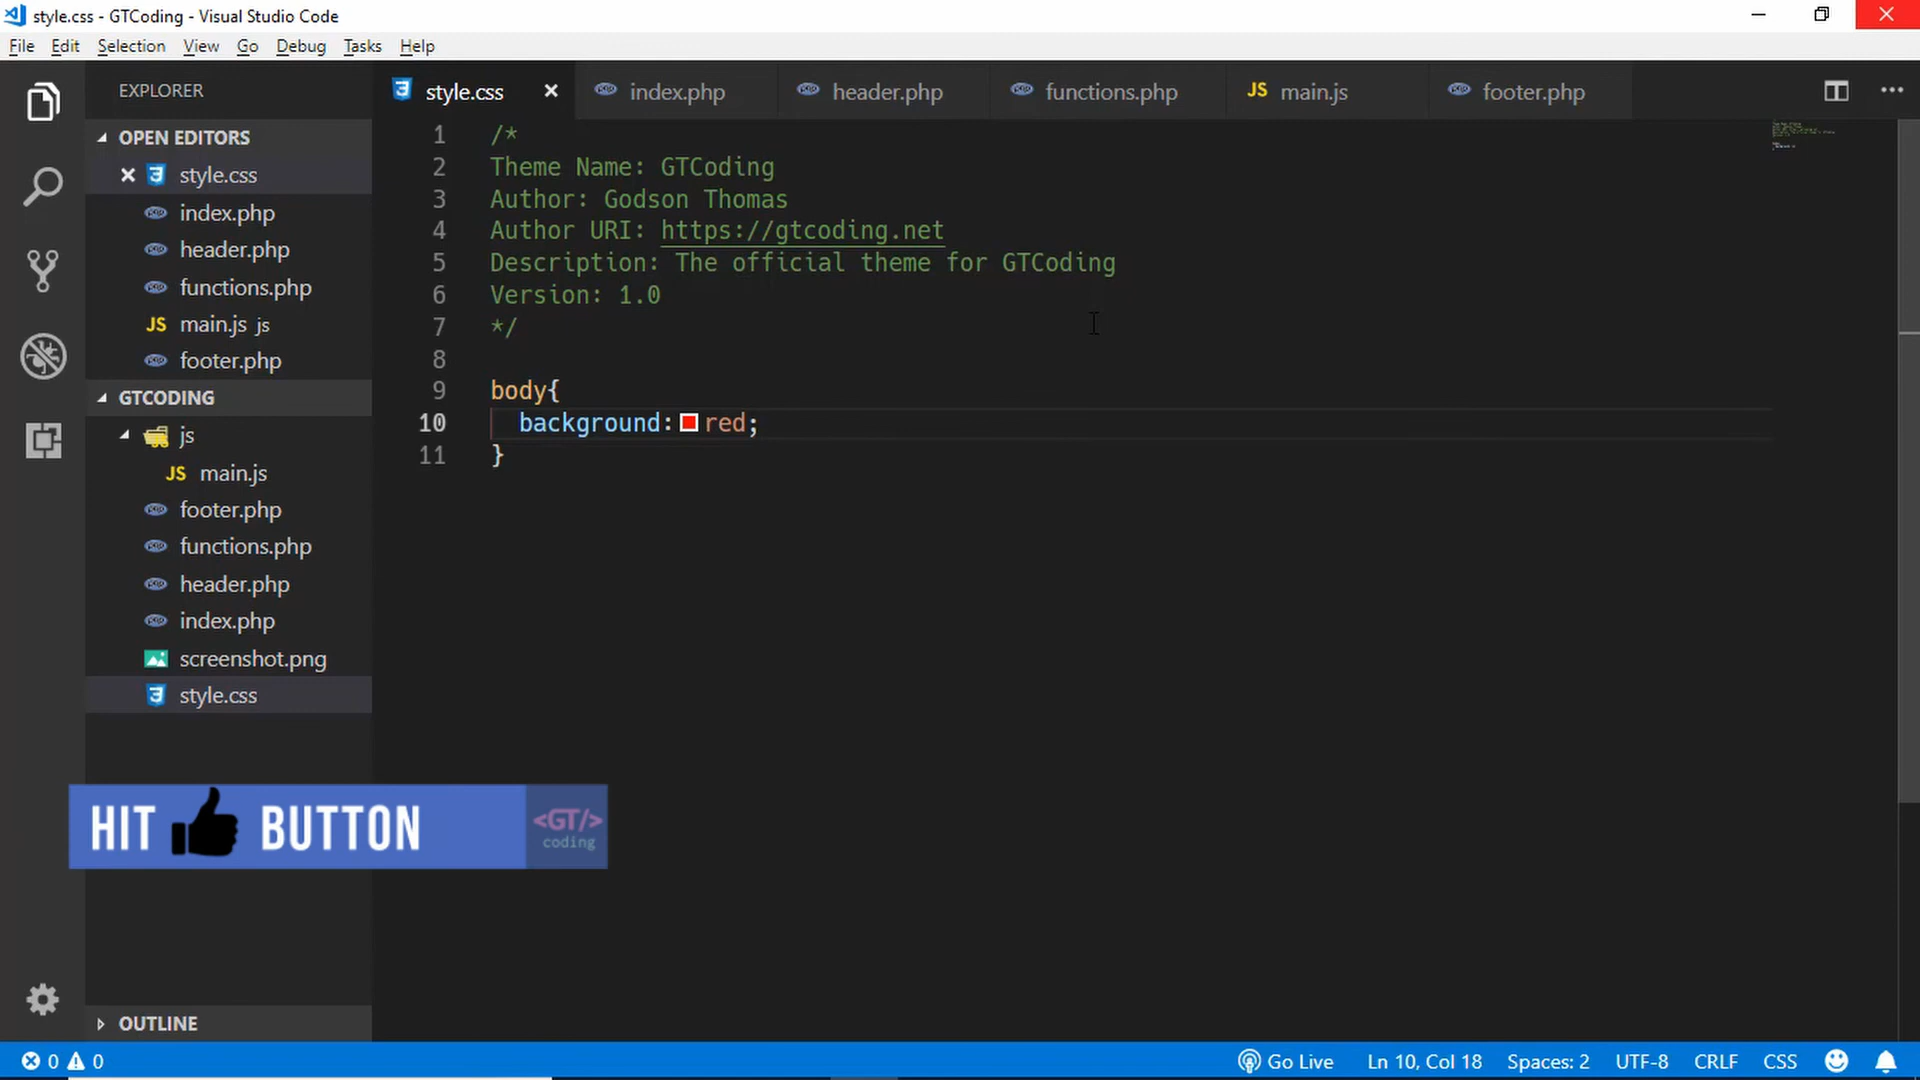 style.css - GTCoding - Visual Studio Code
File Edit Selection View Go Debug Tasks Help
EXPLORER
OPEN EDITORS
style.css
index.php
header.php
functions.php
JS main.js js
footer.php
GTCODING
js
JS main.js
footer.php
functions.php
header.php
index.php
screenshot.png
style.css
OUTLINE
style.css index.php header.php functions.php JS main.js footer.php
1 /*
2 Theme Name: GTCoding
3 Author: Godson Thomas
4 Author URI: https://gtcoding.net
5 Description: The official theme for GTCoding
6 Version: 1.0
7 */
8
9 body{
10 background: red;
11 }
HIT BUTTON
<GT/>
coding
0 0 Go Live Ln 10, Col 18 Spaces: 2 UTF-8 CRLF CSS